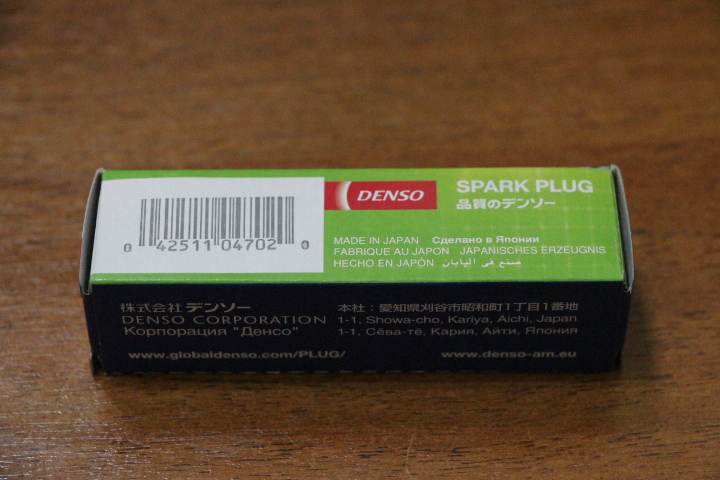 DENSO
SPARK PLUG
品質のデンソー
0 42511 04702 0
MADE IN JAPAN Сделано в Японии
FABRIQUE AU JAPON JAPANISCHES ERZEUGNIS
HECHO EN JAPÓN صنع في اليابان
株式会社 デンソー
DENSO CORPORATION
Корпорация "Денсо"
本社：愛知県刈谷市昭和町1丁目1番地
1-1, Showa-cho, Kariya, Aichi, Japan
1-1, Сёва-тё, Кария, Айти, Япония
www.globaldenso.com/PLUG/
www.denso-am.eu